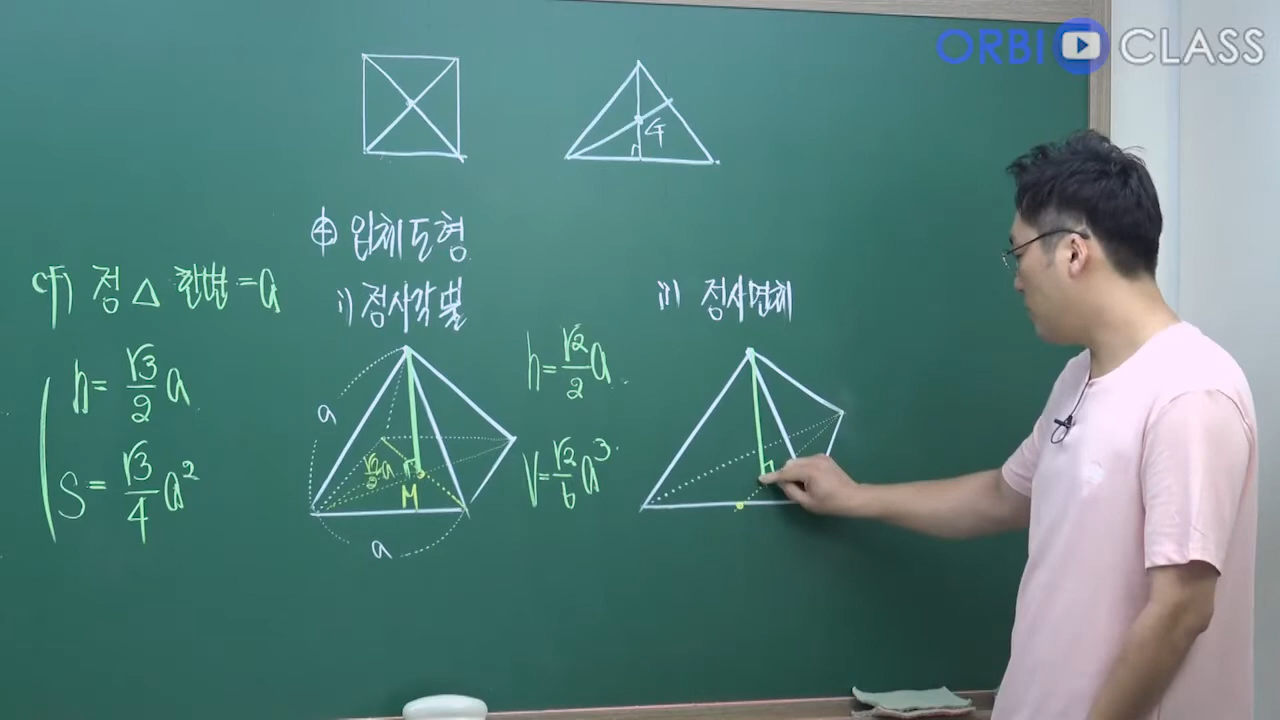 ORBI CLASS
G
④ 입체도형
cf) 정△ 한변=a
i) 정사각뿔
ii) 정사면체
h=√3/2 a
S=√3/4 a²
a
√2/2 a
M
a
h=√2/2 a
V=√2/6 a³